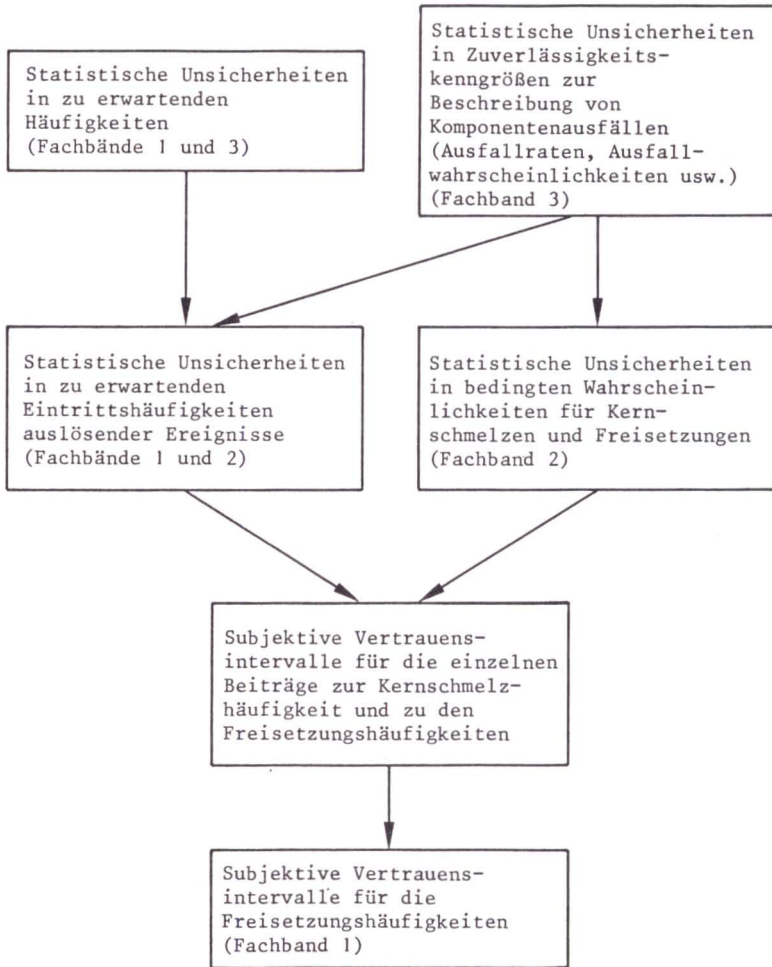 Statistische Unsicherheiten
in zu erwartenden
Häufigkeiten
(Fachbände 1 und 3)
Statistische Unsicherheiten
in Zuverlässigkeits-
kenngrößen zur
Beschreibung von
Komponentenausfällen
(Ausfallraten, Ausfall-
wahrscheinlichkeiten usw.)
(Fachband 3)
Statistische Unsicherheiten
in zu erwartenden
Eintrittshäufigkeiten
auslösender Ereignisse
(Fachbände 1 und 2)
Statistische Unsicherheiten
in bedingten Wahrschein-
lichkeiten für Kern-
schmelzen und Freisetzungen
(Fachband 2)
Subjektive Vertrauens-
intervalle für die einzelnen
Beiträge zur Kernschmelz-
häufigkeit und zu den
Freisetzungshäufigkeiten
Subjektive Vertrauens-
intervalle für die
Freisetzungshäufigkeiten
(Fachband 1)